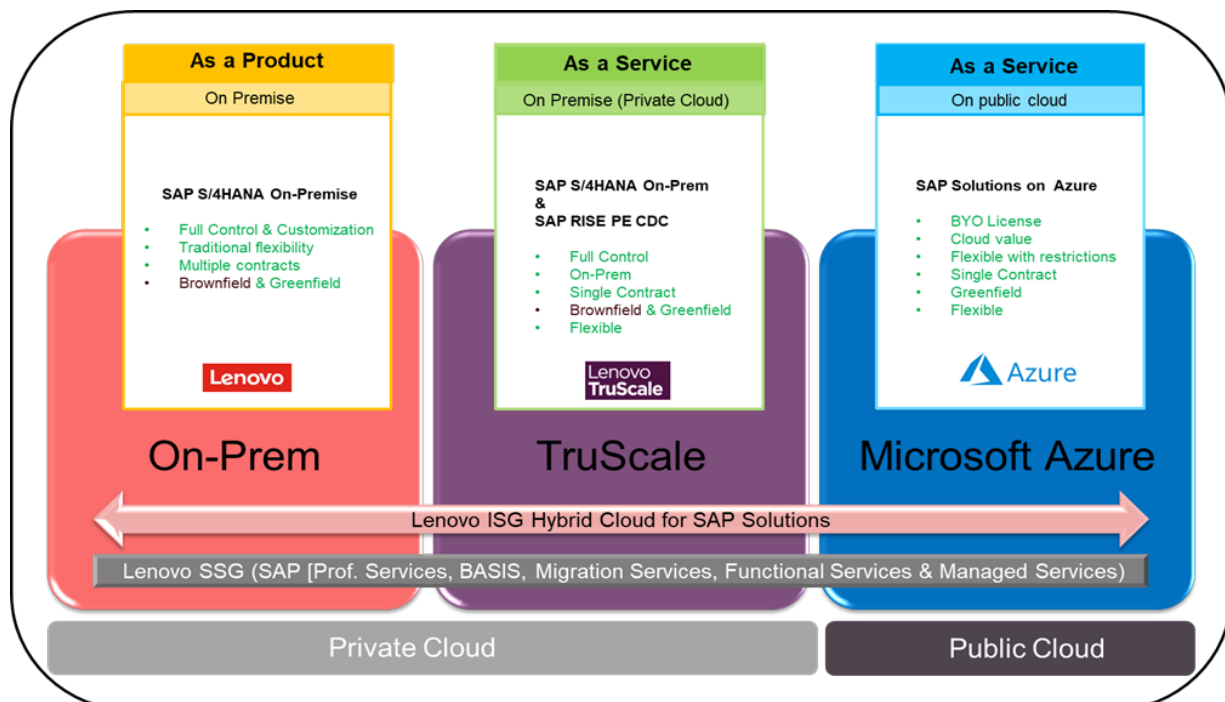 As a Product
On Premise
SAP S/4HANA On-Premise
• Full Control & Customization
• Traditional flexibility
• Multiple contracts
• Brownfield & Greenfield
Lenovo
On-Prem
As a Service
On Premise (Private Cloud)
SAP S/4HANA On-Prem
&
SAP RISE PE CDC
• Full Control
• On-Prem
• Single Contract
• Brownfield & Greenfield
• Flexible
Lenovo
TruScale
TruScale
As a Service
On public cloud
SAP Solutions on Azure
• BYO License
• Cloud value
• Flexible with restrictions
• Single Contract
• Greenfield
• Flexible
Azure
Microsoft Azure
Lenovo ISG Hybrid Cloud for SAP Solutions
Lenovo SSG (SAP [Prof. Services, BASIS, Migration Services, Functional Services & Managed Services)
Private Cloud
Public Cloud